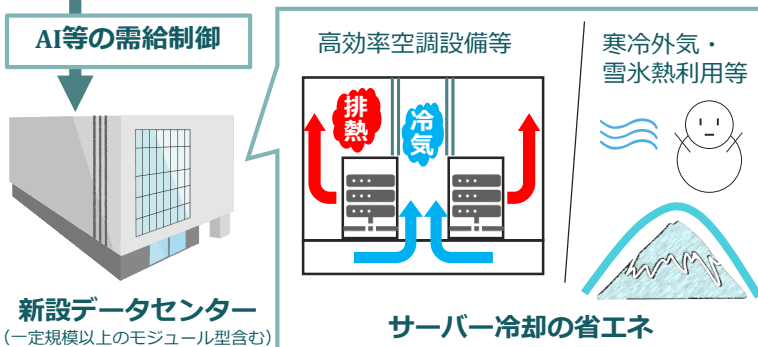 AI等の需給制御
高効率空調設備等
寒冷外気・
雪氷熱利用等
排熱
冷気
新設データセンター
（一定規模以上のモジュール型含む）
サーバー冷却の省エネ